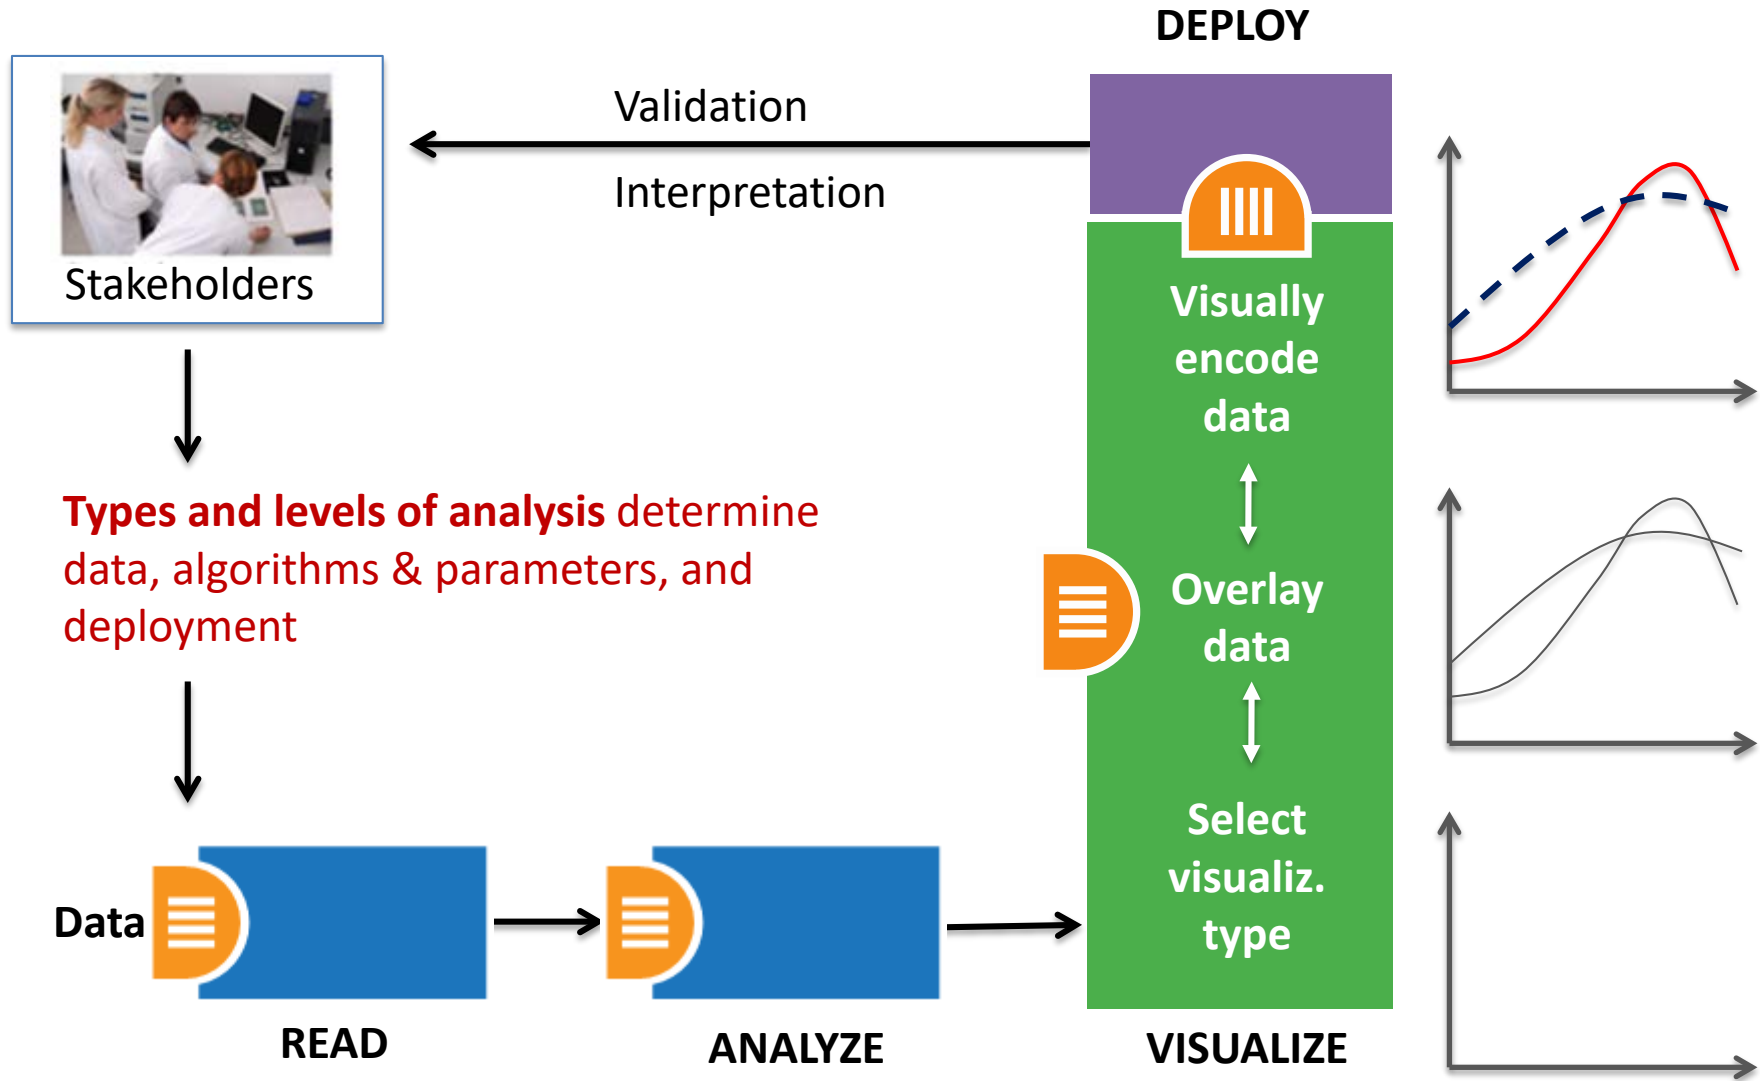 DEPLOY
Validation
Interpretation
Stakeholders
Visually
encode
data
Types and levels of analysis determine
data, algorithms & parameters, and
deployment
Overlay
data
Select
visualiz.
type
Data
READ
ANALYZE
VISUALIZE